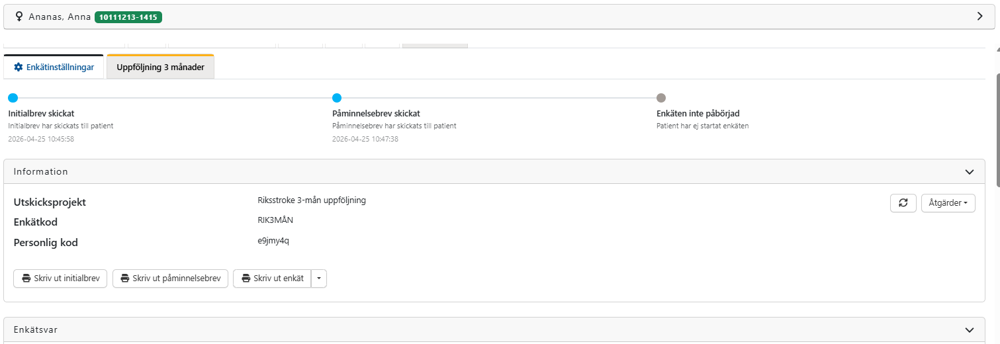 Ananas, Anna 10111213-1415
Enkätinställningar Uppföljning 3 månader
Initialbrev skickat Påminnelsebrev skickat Enkäten inte påbörjad
Initialbrev har skickats till patient Påminnelsebrev har skickats till patient Patient har ej startat enkäten
2026-04-25 10:45:58 2026-04-25 10:47:38
Information
Utskicksprojekt Riksstroke 3-mån uppföljning Åtgärder
Enkätkod RIK3MÅN
Personlig kod e9jmy4q
Skriv ut initialbrev Skriv ut påminnelsebrev Skriv ut enkät
Enkätsvar